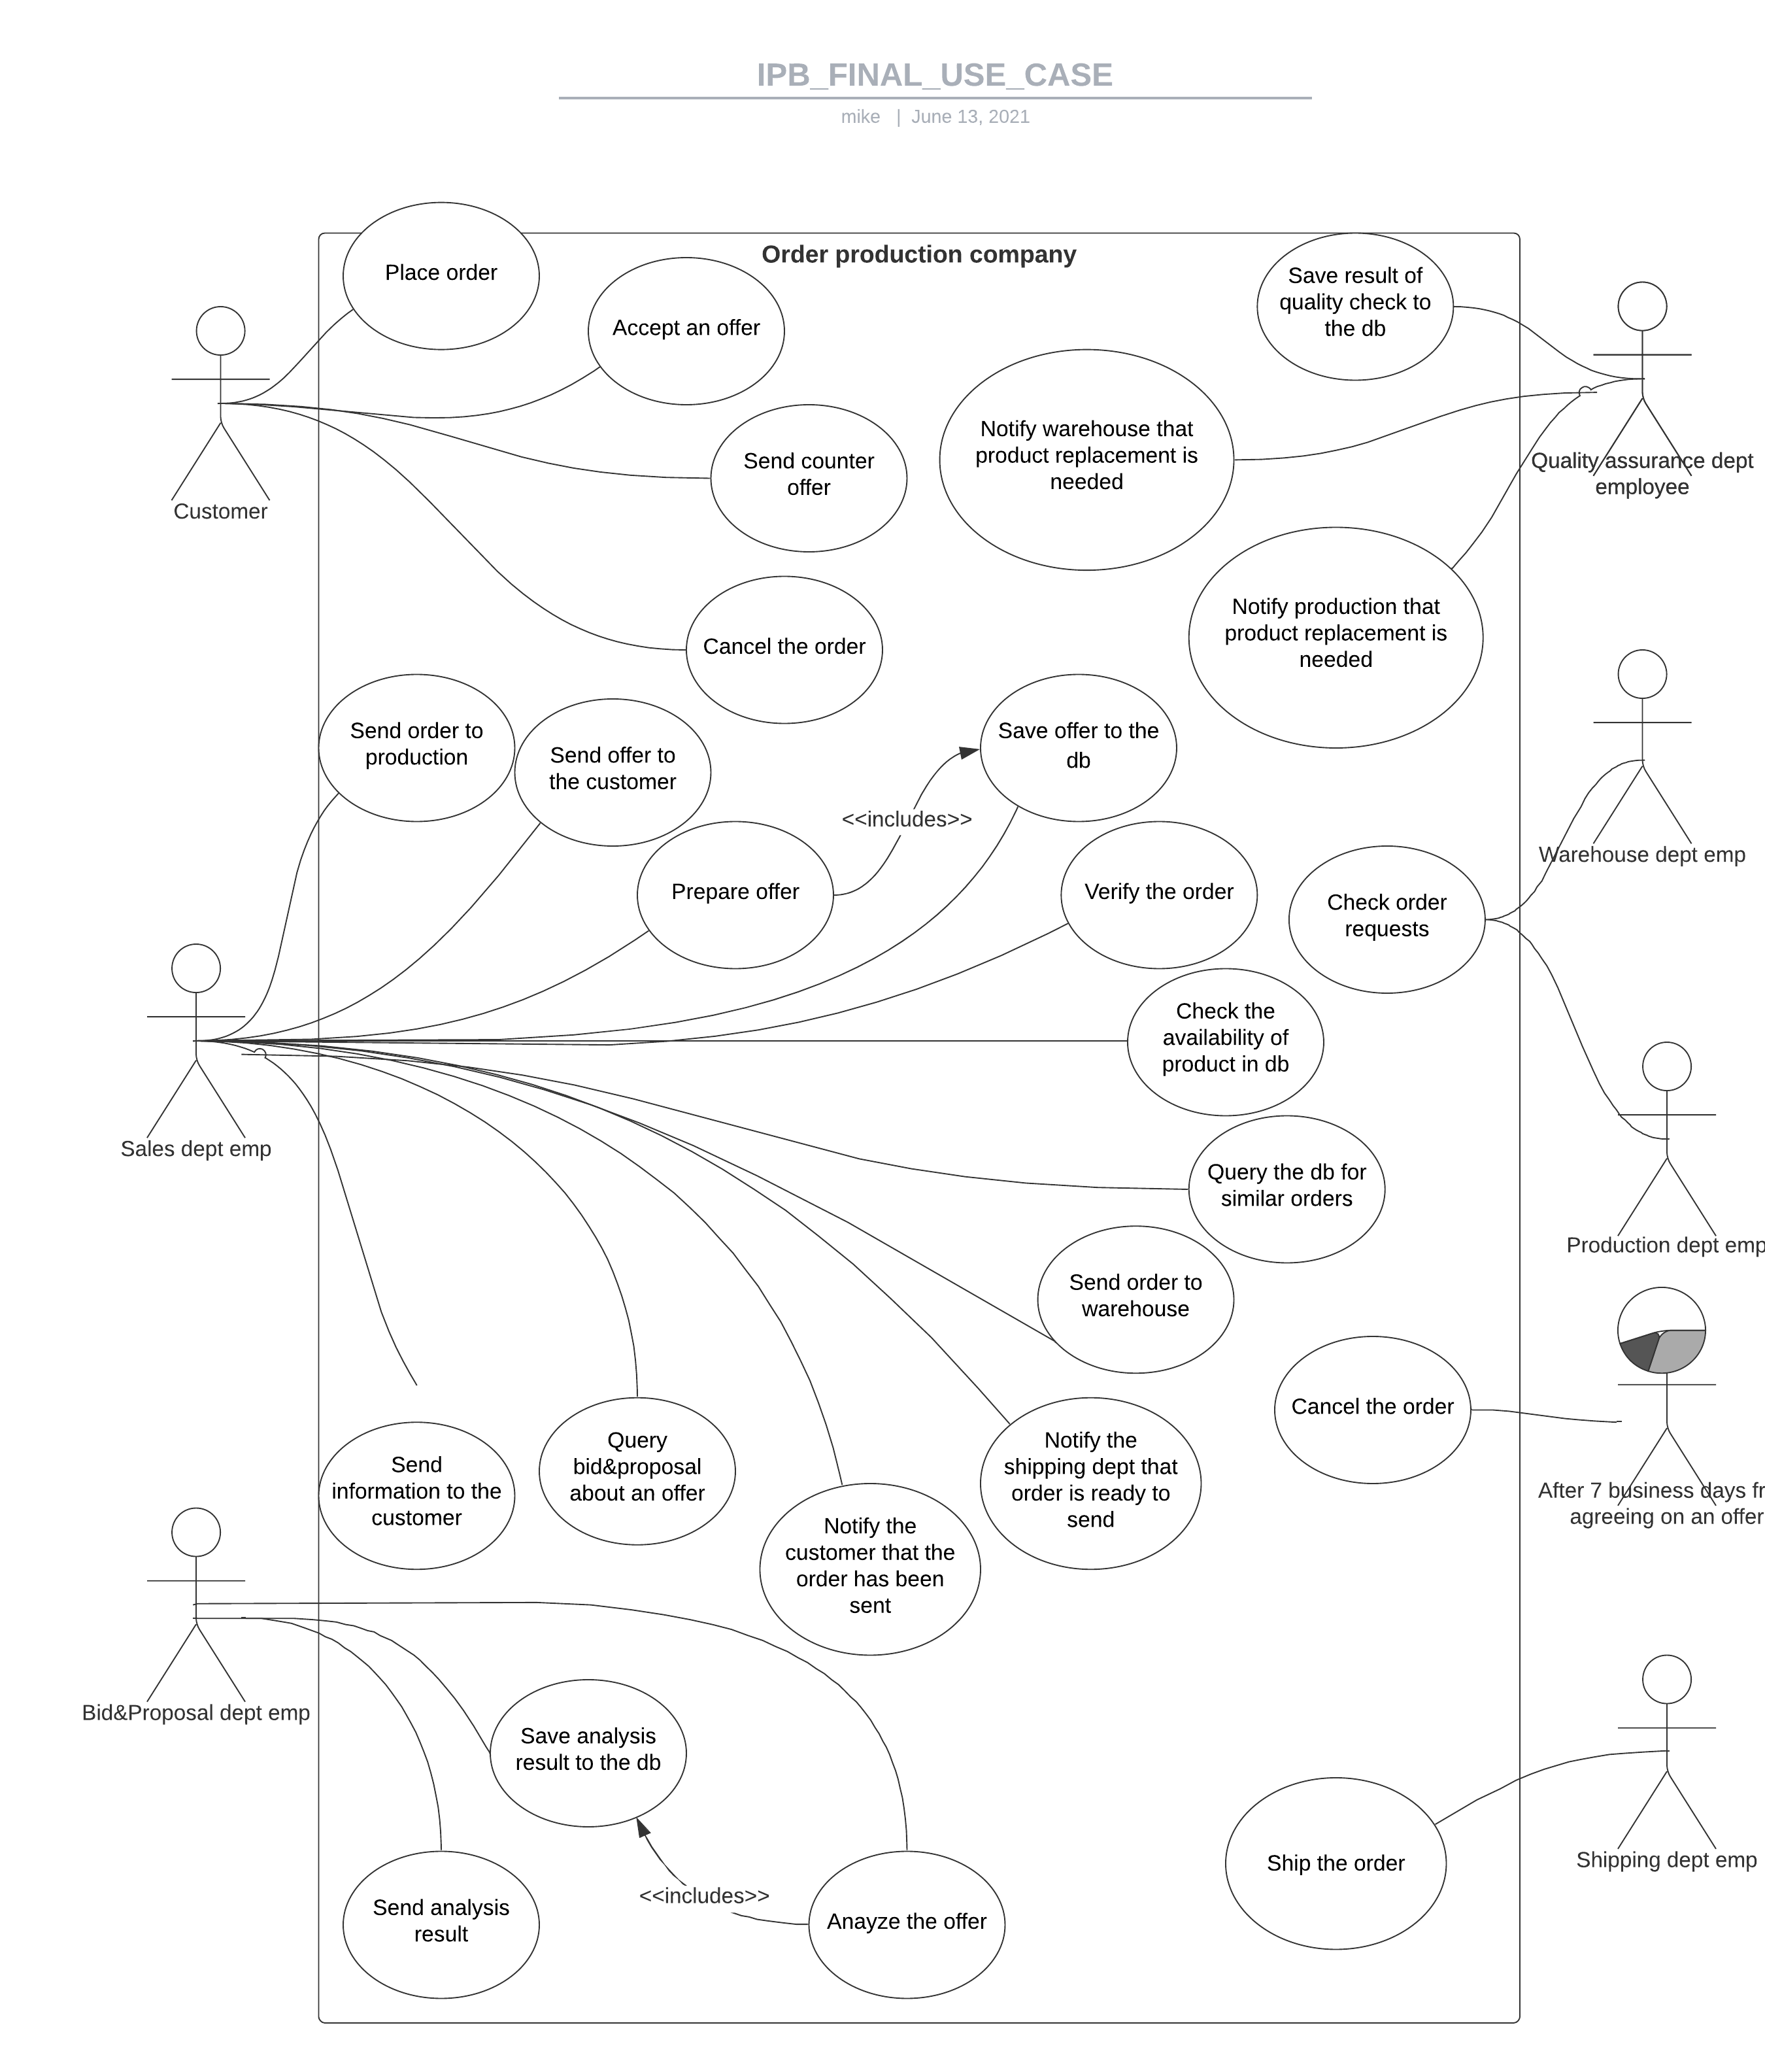 IPB_FINAL_USE_CASE
mike | June 13, 2021
Order production company
Place order
Accept an offer
Send counter
offer
Cancel the order
Customer
Save result of
quality check to
the db
Notify warehouse that
product replacement is
needed
Notify production that
product replacement is
needed
Quality assurance dept
employee
Send order to
production
Send offer to
the customer
Save offer to the
db
<<includes>>
Prepare offer
Verify the order
Check order
requests
Warehouse dept emp
Check the
availability of
product in db
Sales dept emp
Query the db for
similar orders
Production dept emp
Send order to
warehouse
Cancel the order
After 7 business days fr
agreeing on an offer
Send
information to the
customer
Query
bid&proposal
about an offer
Notify the
customer that the
order has been
sent
Notify the
shipping dept that
order is ready to
send
Bid&Proposal dept emp
Save analysis
result to the db
<<includes>>
Send analysis
result
Anayze the offer
Ship the order
Shipping dept emp